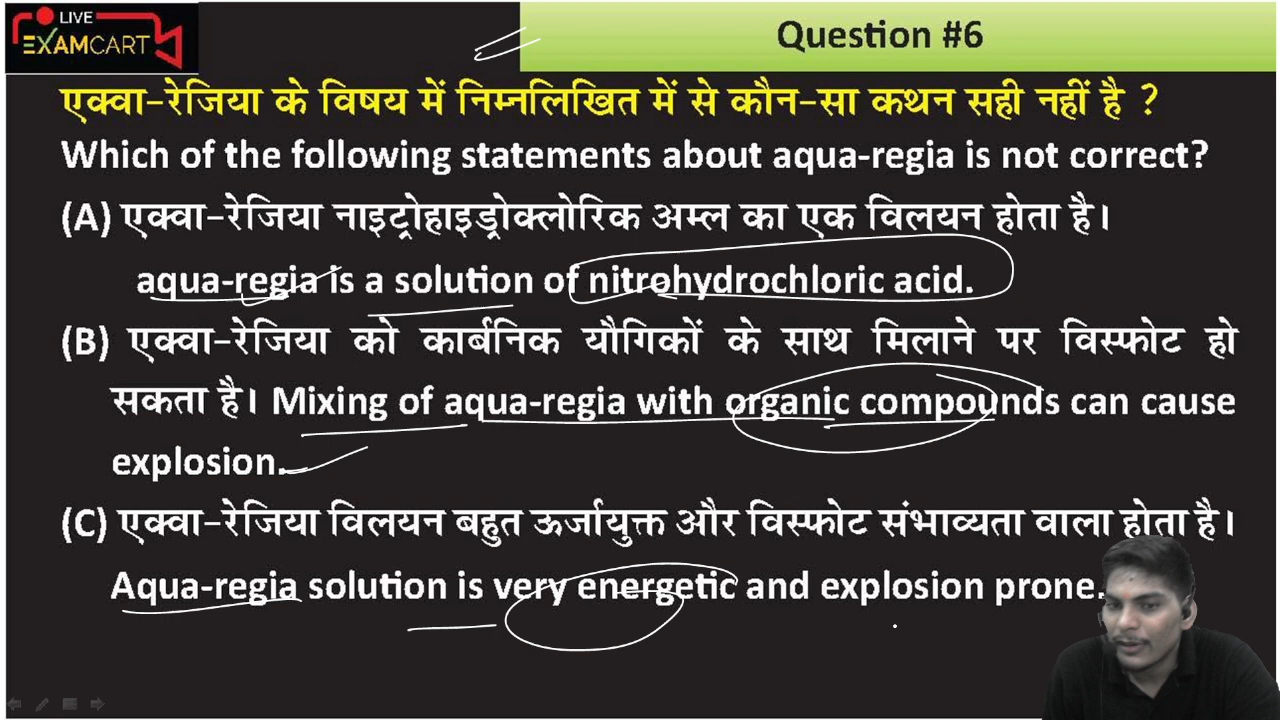 LIVE
EXAMCART
Question #6
एक्वा-रेजिया के विषय में निम्नलिखित में से कौन-सा कथन सही नहीं है ?
Which of the following statements about aqua-regia is not correct?
(A) एक्वा-रेजिया नाइट्रोहाइड्रोक्लोरिक अम्ल का एक विलयन होता है।
aqua-regia is a solution of nitrohydrochloric acid.
(B) एक्वा-रेजिया को कार्बनिक यौगिकों के साथ मिलाने पर विस्फोट हो
सकता है। Mixing of aqua-regia with organic compounds can cause
explosion.
(C) एक्वा-रेजिया विलयन बहुत ऊर्जायुक्त और विस्फोट संभाव्यता वाला होता है।
Aqua-regia solution is very energetic and explosion prone.